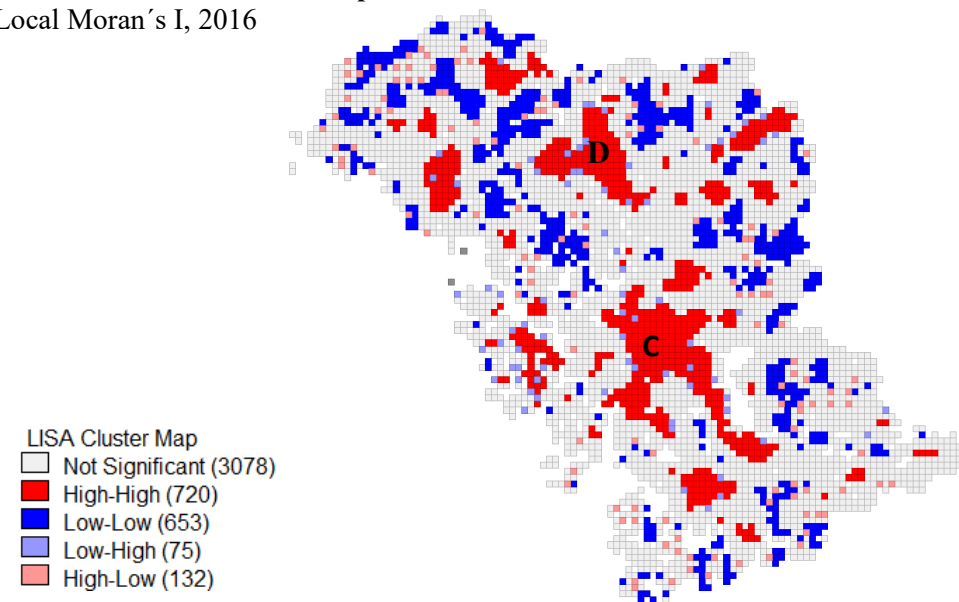 Local Moran´s I, 2016
D
C
LISA Cluster Map
Not Significant (3078)
High-High (720)
Low-Low (653)
Low-High (75)
High-Low (132)